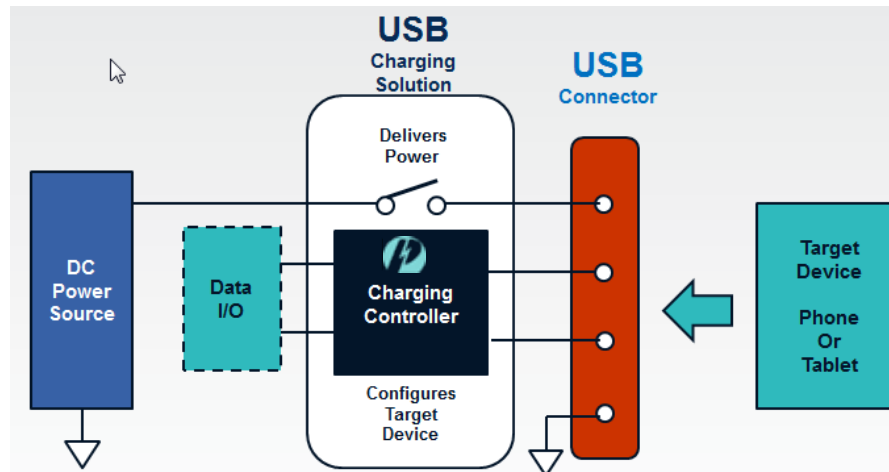 USB
Charging
Solution
USB
Connector
Delivers
Power
DC
Power
Source
Data
I/O
Charging
Controller
Configures
Target
Device
Target
Device
Phone
Or
Tablet